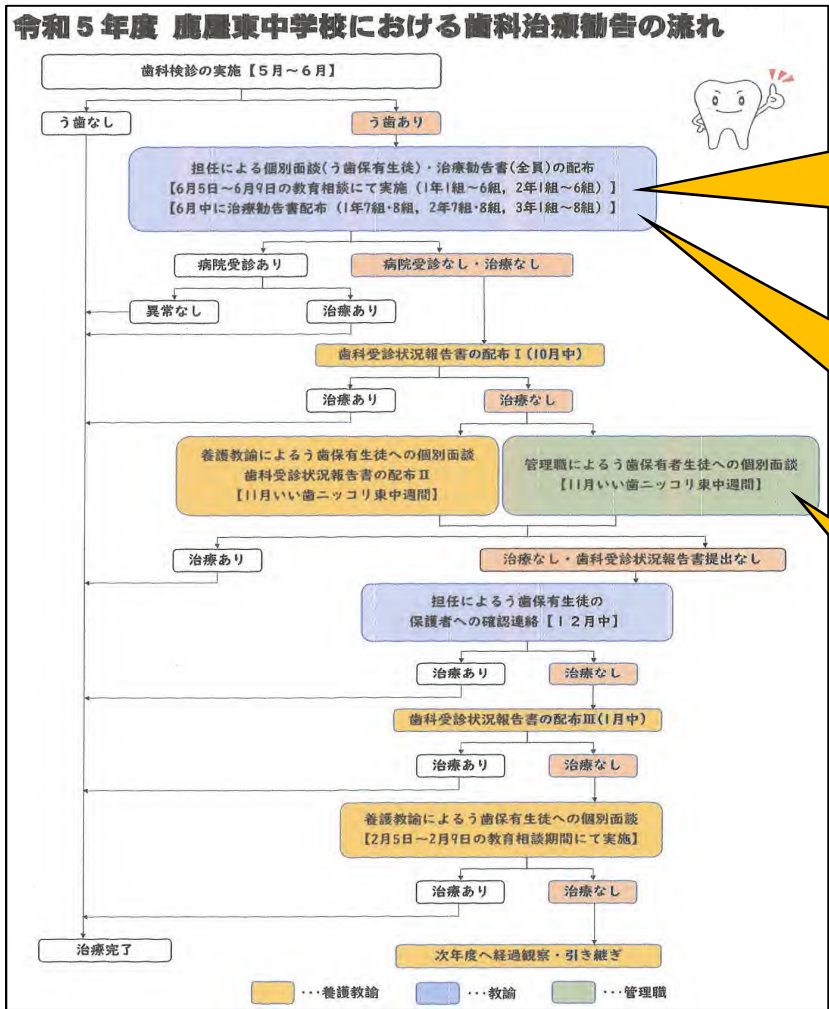 令和5年度 鹿屋東中学校における歯科治療勧告の流れ
歯科検診の実施【5月～6月】
う歯なし
う歯あり
担任による個別面談(う歯保有生徒)・治療勧告書(全員)の配布
【6月5日～6月9日の教育相談にて実施（1年1組～6組，2年1組～6組）】
【6月中に治療勧告書配布（1年7組・8組，2年7組・8組，3年1組～8組）】
病院受診あり
病院受診なし・治療なし
異常なし
治療あり
歯科受診状況報告書の配布Ⅰ(10月中)
治療あり
治療なし
養護教諭によるう歯保有生徒への個別面談
歯科受診状況報告書の配布Ⅱ
【11月いい歯ニッコリ東中週間】
管理職によるう歯保有者生徒への個別面談
【11月いい歯ニッコリ東中週間】
治療あり
治療なし・歯科受診状況報告書提出なし
担任によるう歯保有生徒の
保護者への確認連絡【12月中】
治療あり
治療なし
歯科受診状況報告書の配布Ⅲ(1月中)
治療あり
治療なし
養護教諭によるう歯保有生徒への個別面談
【2月5日～2月9日の教育相談期間にて実施】
治療あり
治療なし
治療完了
次年度へ経過観察・引き継ぎ
･･･養護教諭
･･･教諭
･･･管理職